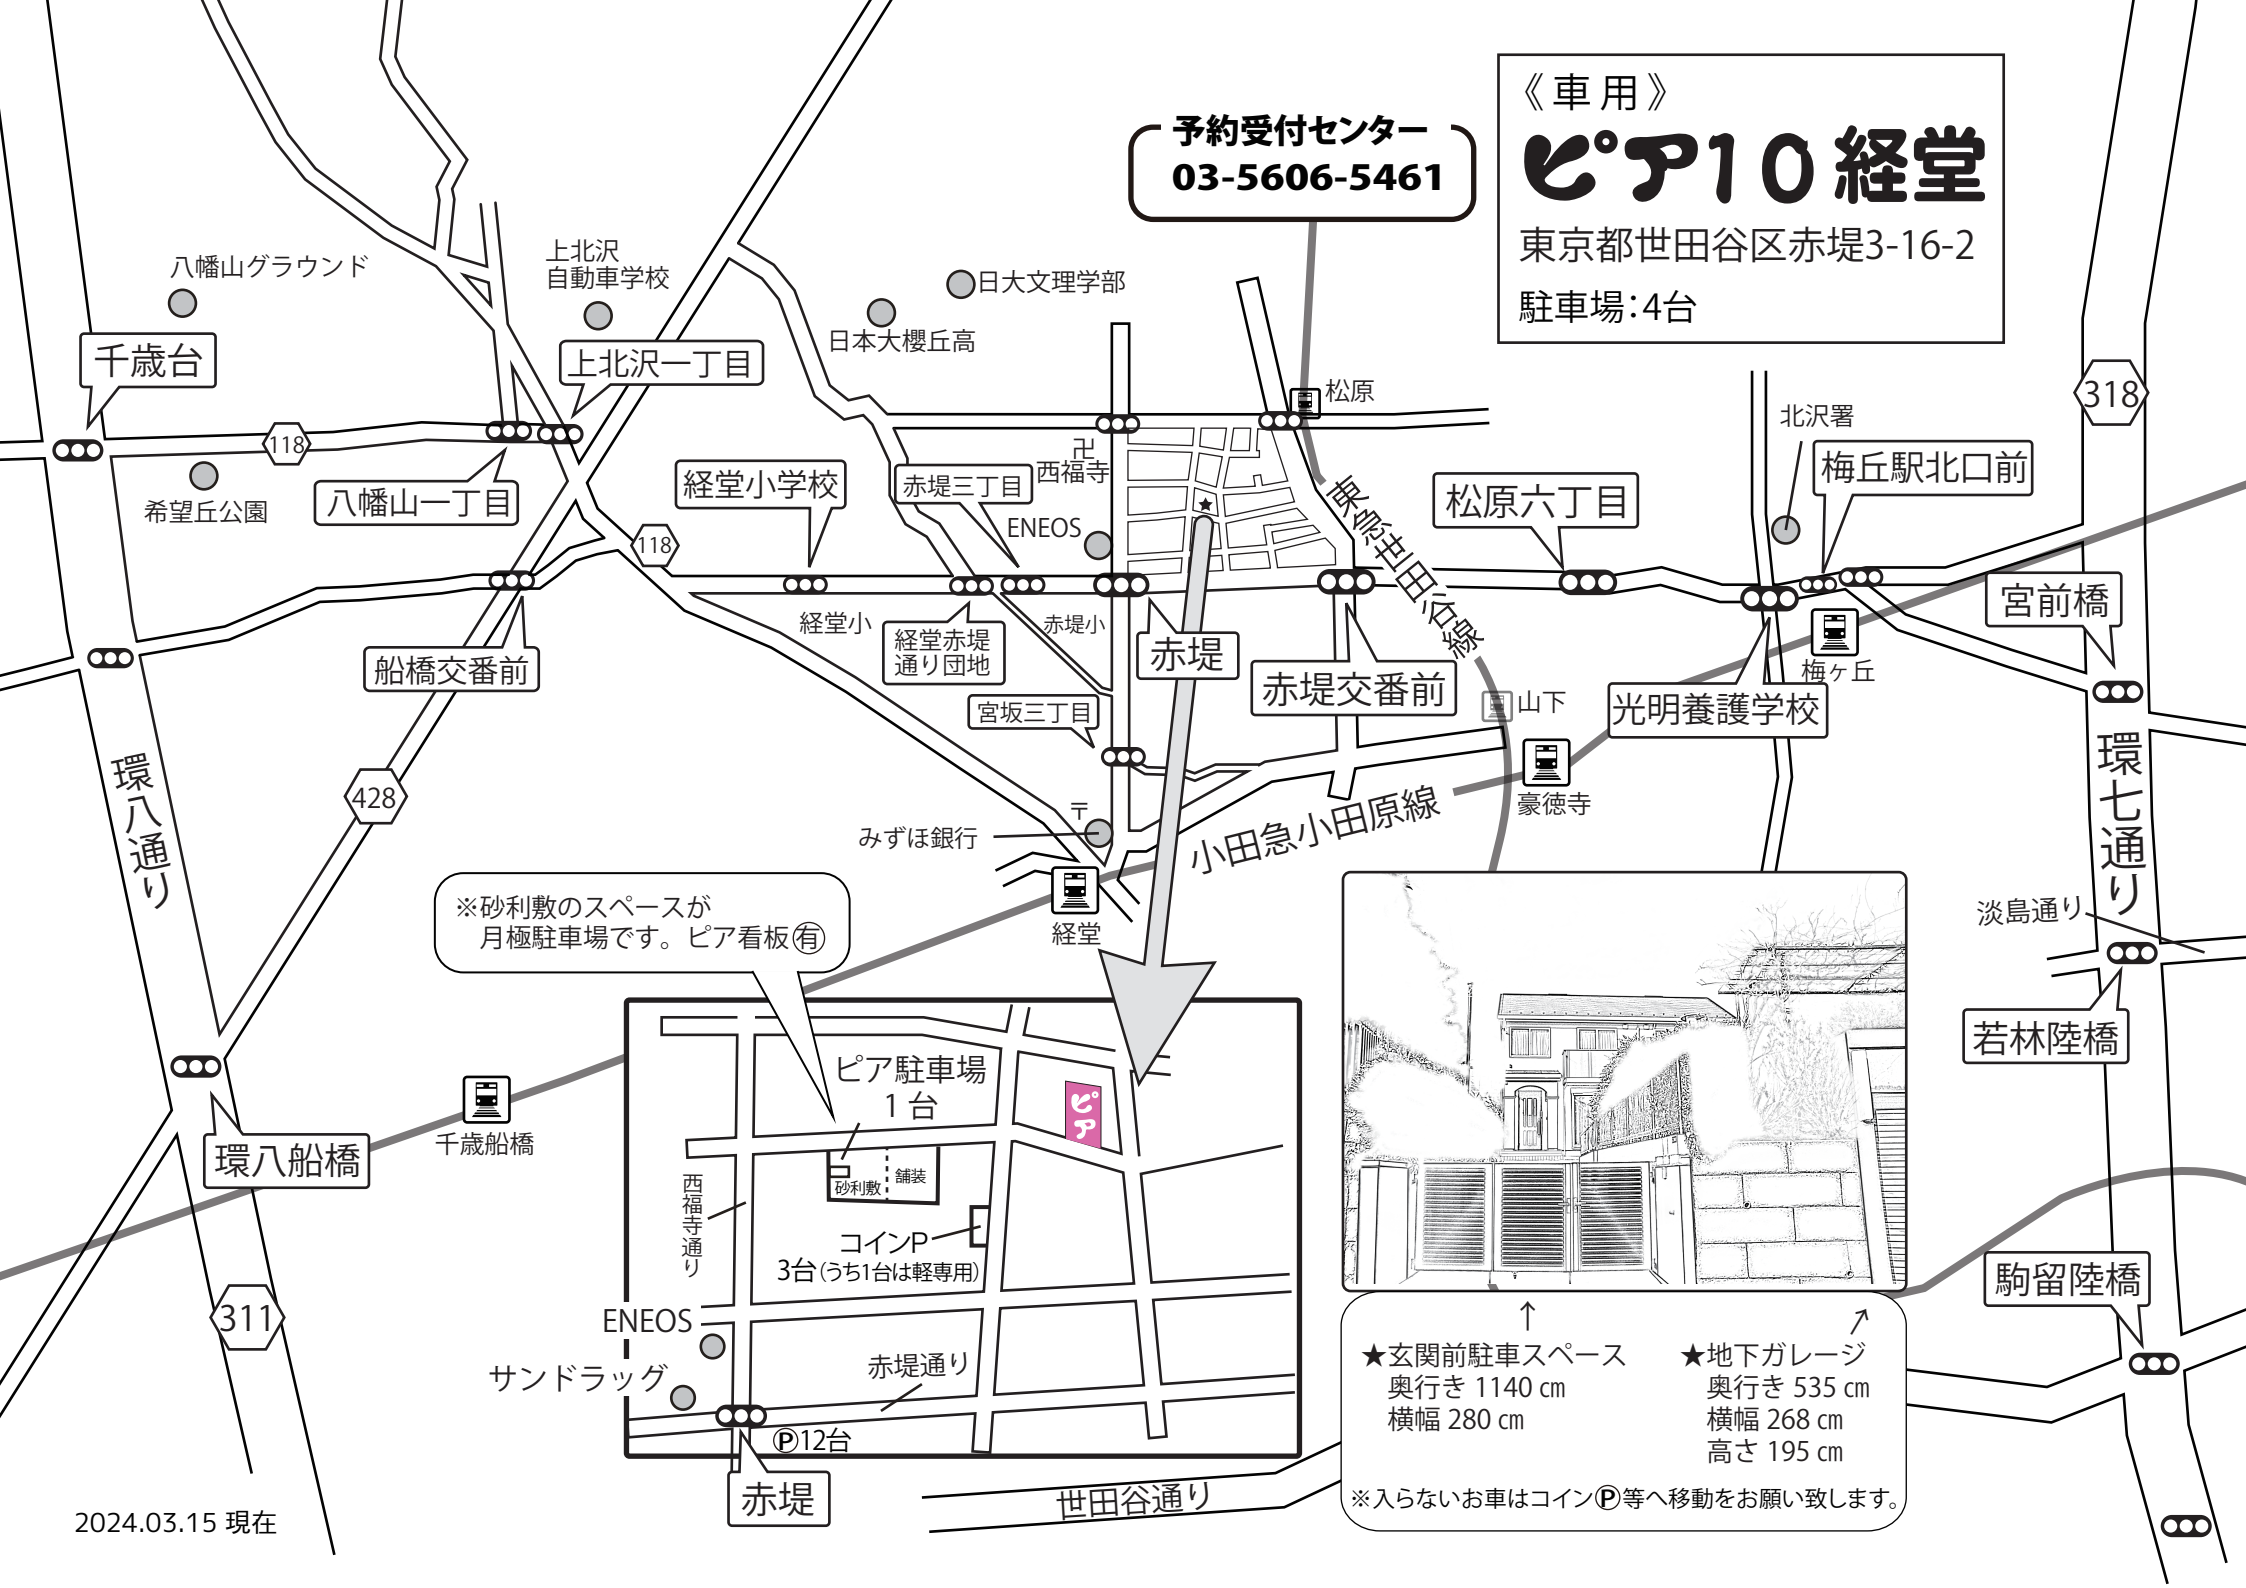 《車用》
ピア10 経堂
東京都世田谷区赤堤3-16-2
駐車場：4台
予約受付センター
03-5606-5461
八幡山グラウンド
上北沢
自動車学校
日大文理学部
日本大櫻丘高
千歳台
上北沢一丁目
松原
318
北沢署
118
卍
西福寺
梅丘駅北口前
経堂小学校
赤堤三丁目
松原六丁目
希望丘公園
八幡山一丁目
ENEOS
★
東急世田谷線
118
宮前橋
経堂小
赤堤小
経堂赤堤
通り団地
赤堤
船橋交番前
赤堤交番前
梅ヶ丘
山下
光明養護学校
宮坂三丁目
環八通り
428
環七通り
豪徳寺
〒
みずほ銀行
小田急小田原線
経堂
淡島通り
※砂利敷のスペースが
月極駐車場です。ピア看板㊒
若林陸橋
ピア駐車場
1台
ピア
千歳船橋
環八船橋
砂利敷
舗装
西福寺通り
コインP
3台（うち1台は軽専用）
駒留陸橋
311
ENEOS
サンドラッグ
赤堤通り
Ⓟ12台
赤堤
↑
↗
★玄関前駐車スペース
奥行き 1140 ㎝
横幅 280 ㎝
★地下ガレージ
奥行き 535 ㎝
横幅 268 ㎝
高さ 195 ㎝
※入らないお車はコインⓅ等へ移動をお願い致します。
世田谷通り
2024.03.15 現在